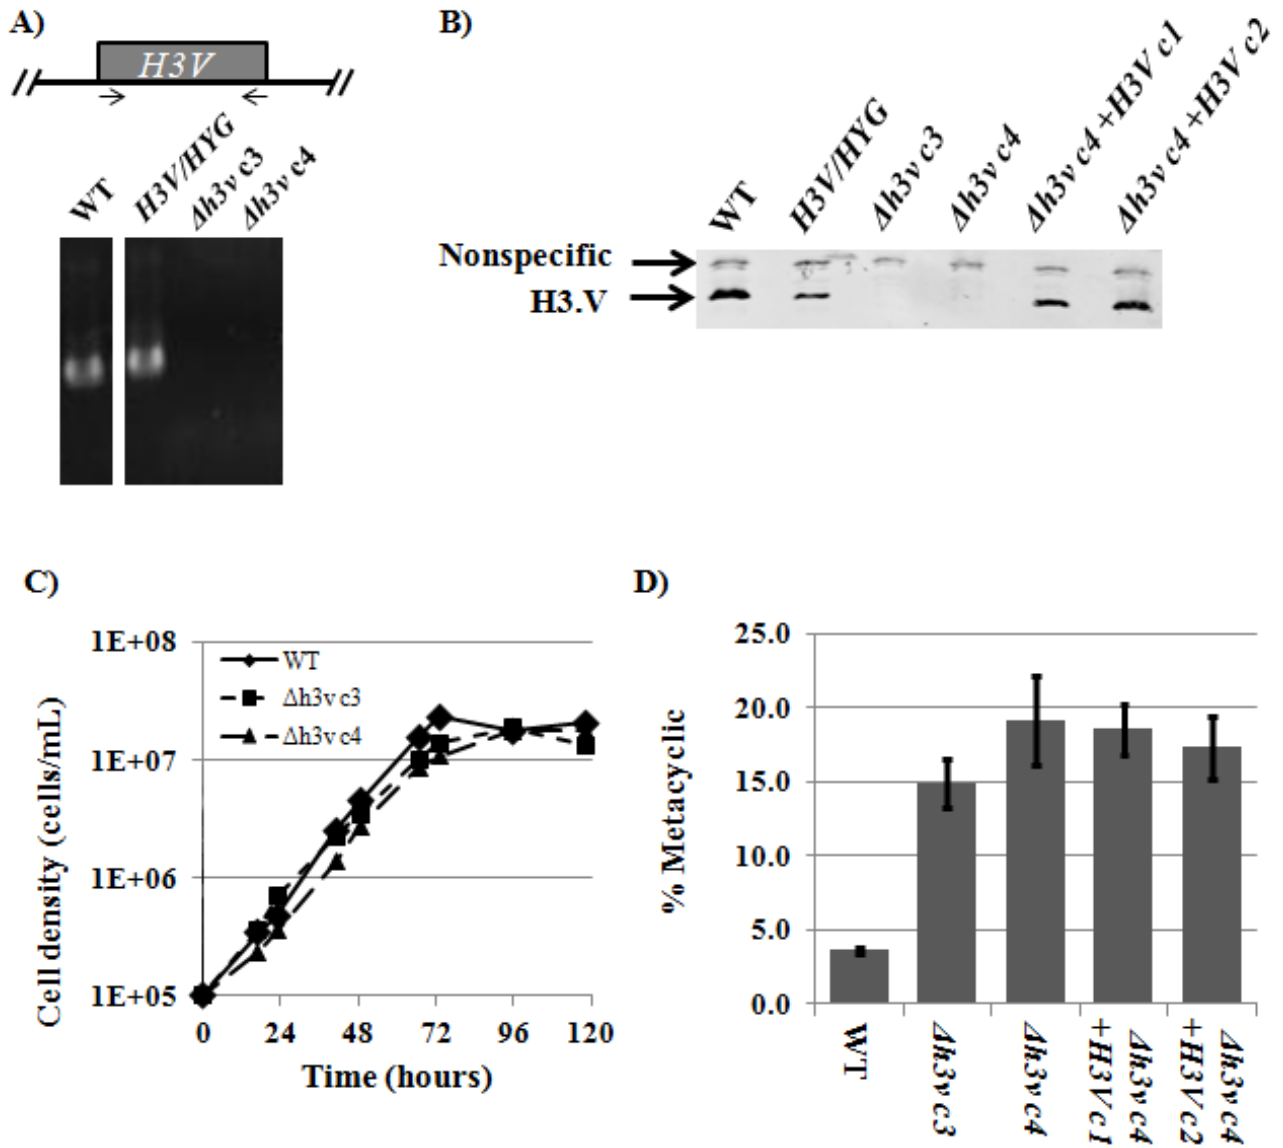 A)
H3V
WT
H3V/HYG
Δh3v c3
Δh3v c4
B)
WT
H3V/HYG
Δh3v c3
Δh3v c4
Δh3v c4 +H3V c1
Δh3v c4 +H3V c2
Nonspecific
H3.V
C)
1E+08
1E+07
1E+06
1E+05
Cell density (cells/mL)
WT
Δh3v c3
Δh3v c4
0 24 48 72 96 120
Time (hours)
D)
25.0
20.0
15.0
10.0
5.0
0.0
% Metacyclic
WT
Δh3v c3
Δh3v c4
Δh3v c4
+H3V c1
Δh3v c4
+H3V c2